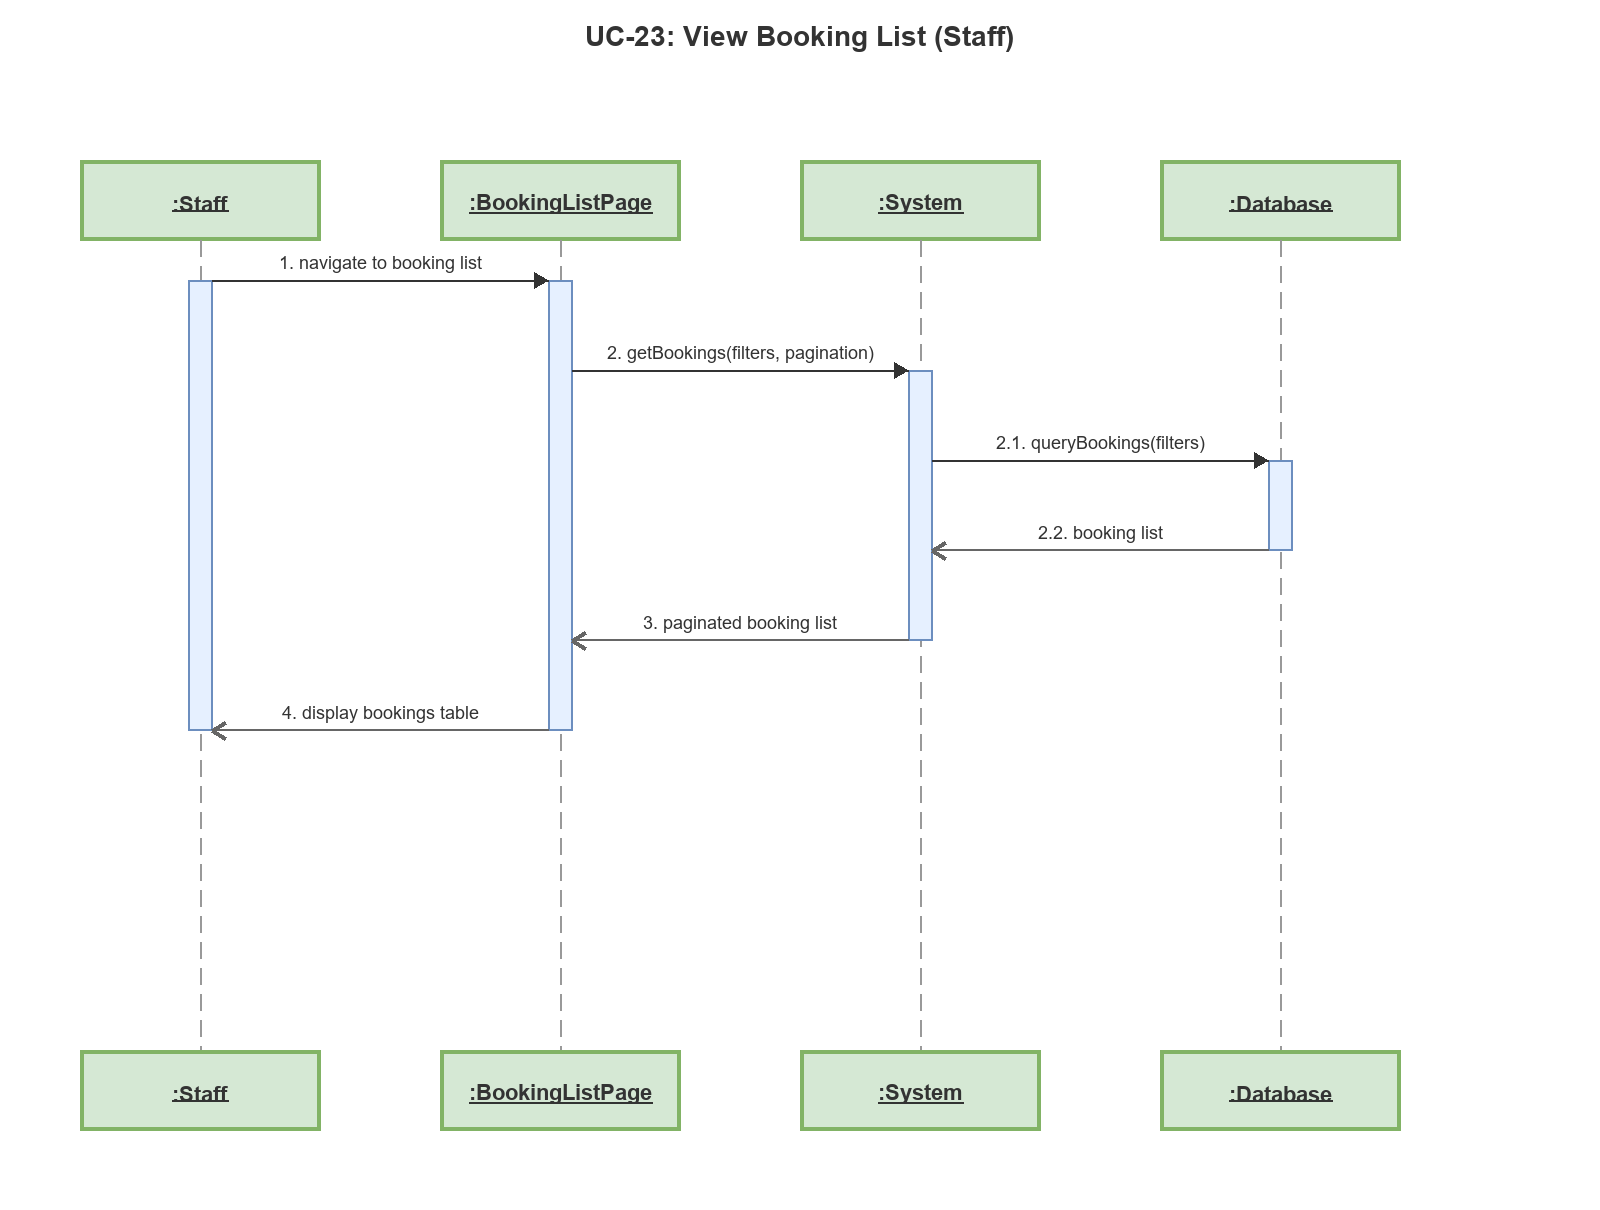 UC-23: View Booking List (Staff)
:Staff
:BookingListPage
:System
:Database
1. navigate to booking list
2. getBookings(filters, pagination)
2.1. queryBookings(filters)
2.2. booking list
3. paginated booking list
4. display bookings table
:Staff
:BookingListPage
:System
:Database